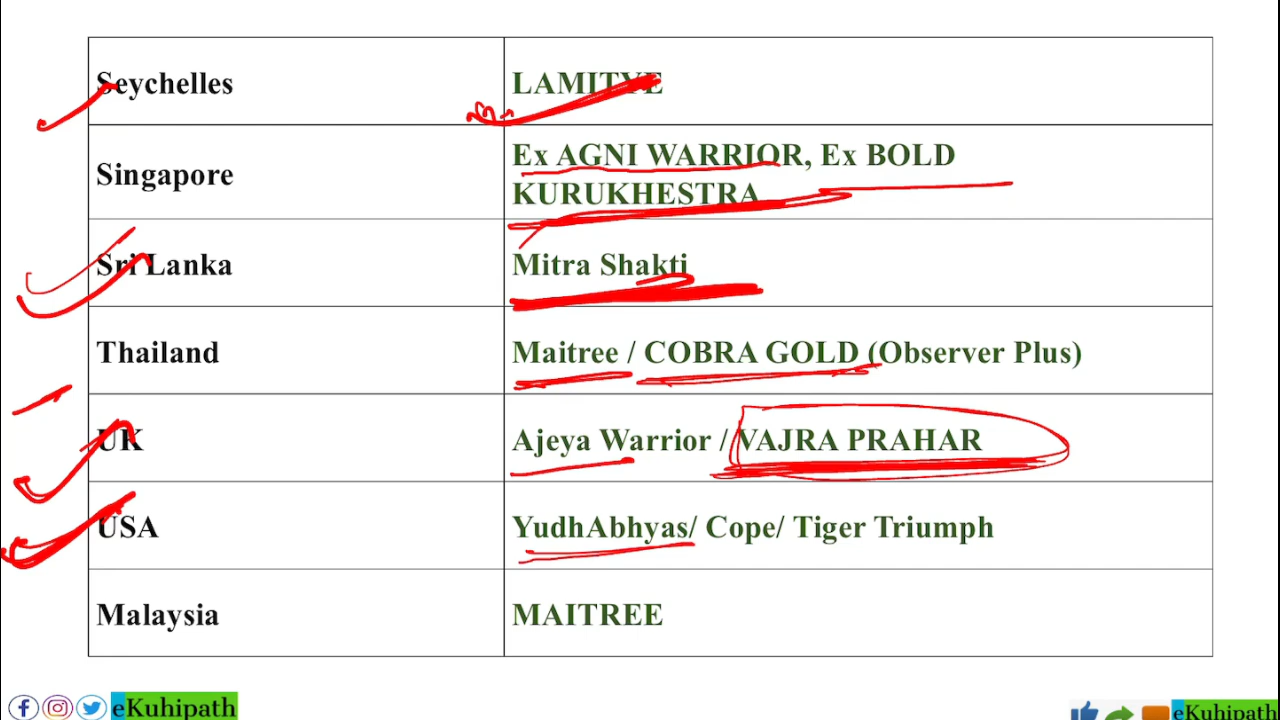 Seychelles
LAMITYE
Singapore
Ex AGNI WARRIOR, Ex BOLD
KURUKHESTRA
Sri Lanka
Mitra Shakti
Thailand
Maitree / COBRA GOLD (Observer Plus)
UK
Ajeya Warrior / VAJRA PRAHAR
USA
YudhAbhyas/ Cope/ Tiger Triumph
Malaysia
MAITREE
eKuhipath
eKuhipath